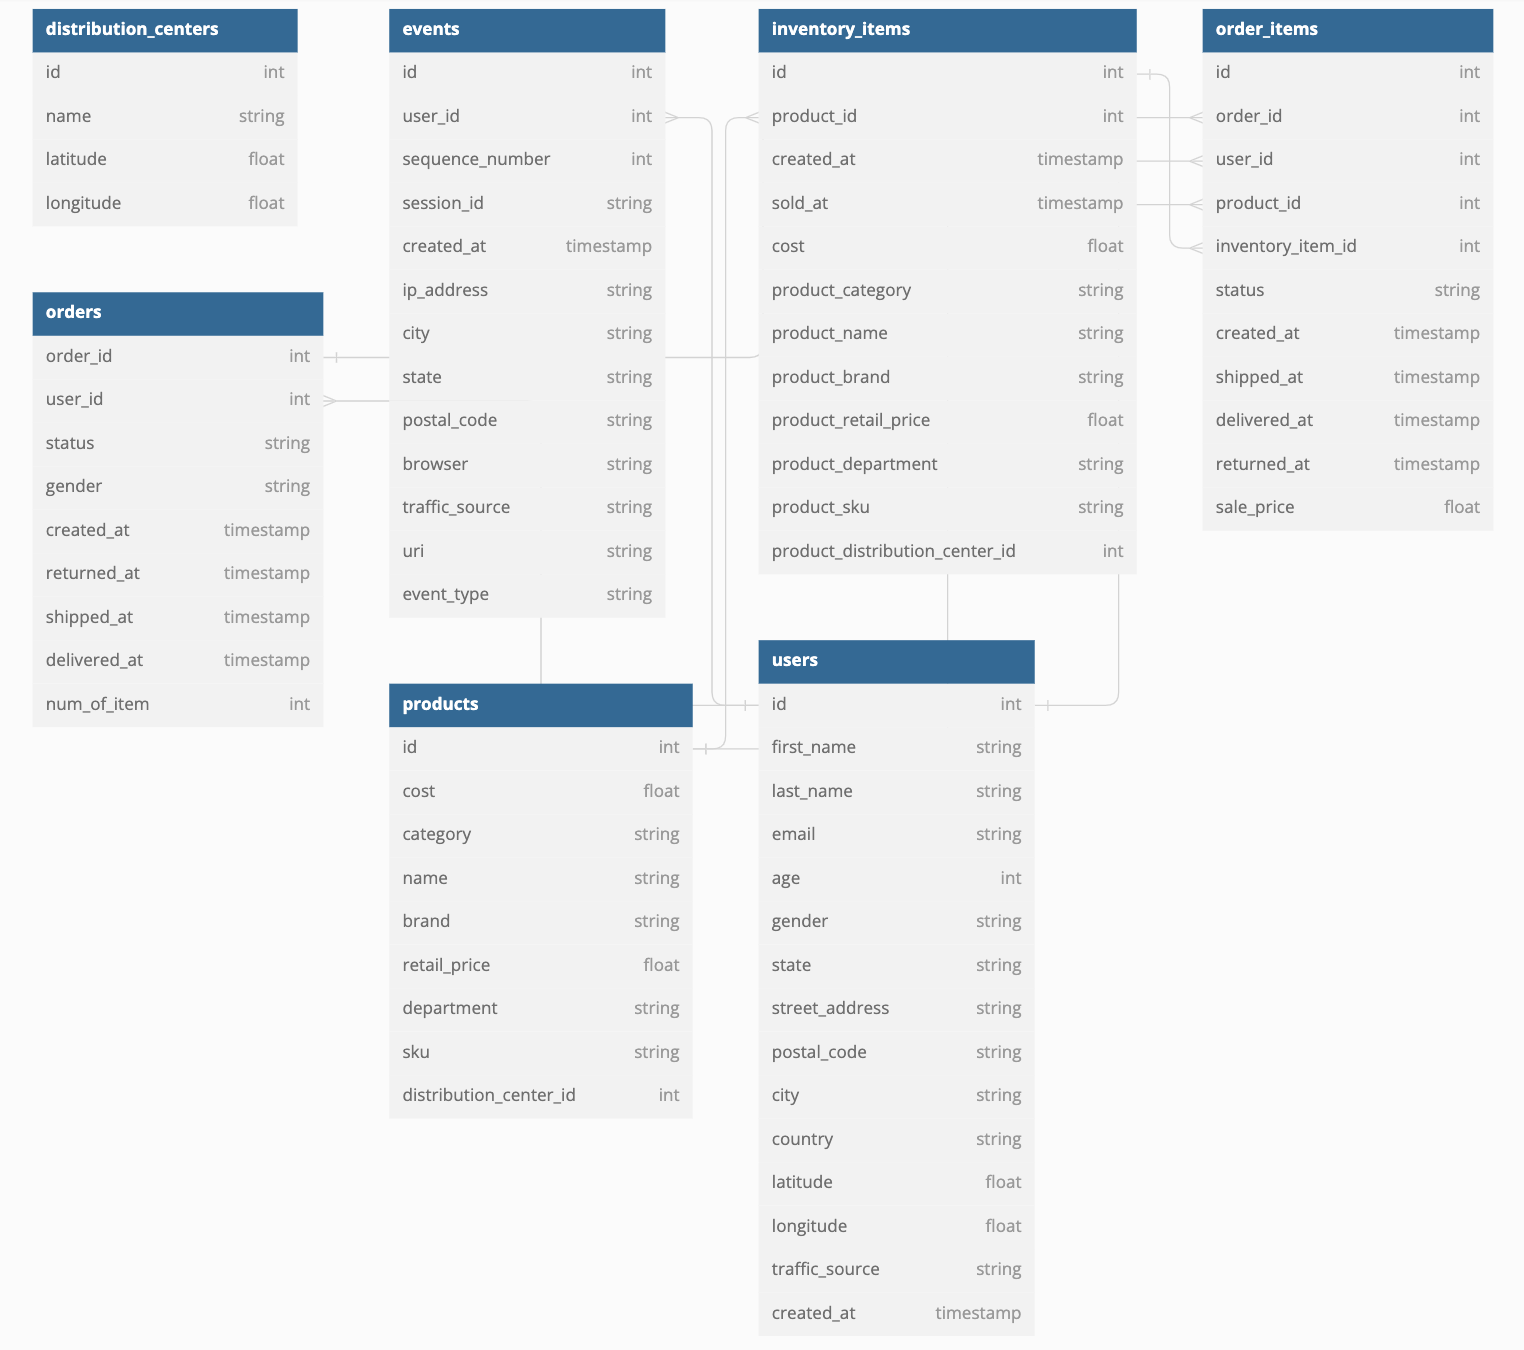 distribution_centers
id int
name string
latitude float
longitude float
orders
order_id int
user_id int
status string
gender string
created_at timestamp
returned_at timestamp
shipped_at timestamp
delivered_at timestamp
num_of_item int
events
id int
user_id int
sequence_number int
session_id string
created_at timestamp
ip_address string
city string
state string
postal_code string
browser string
traffic_source string
uri string
event_type string
products
id int
cost float
category string
name string
brand string
retail_price float
department string
sku string
distribution_center_id int
inventory_items
id int
product_id int
created_at timestamp
sold_at timestamp
cost float
product_category string
product_name string
product_brand string
product_retail_price float
product_department string
product_sku string
product_distribution_center_id int
users
id int
first_name string
last_name string
email string
age int
gender string
state string
street_address string
postal_code string
city string
country string
latitude float
longitude float
traffic_source string
created_at timestamp
order_items
id int
order_id int
user_id int
product_id int
inventory_item_id int
status string
created_at timestamp
shipped_at timestamp
delivered_at timestamp
returned_at timestamp
sale_price float